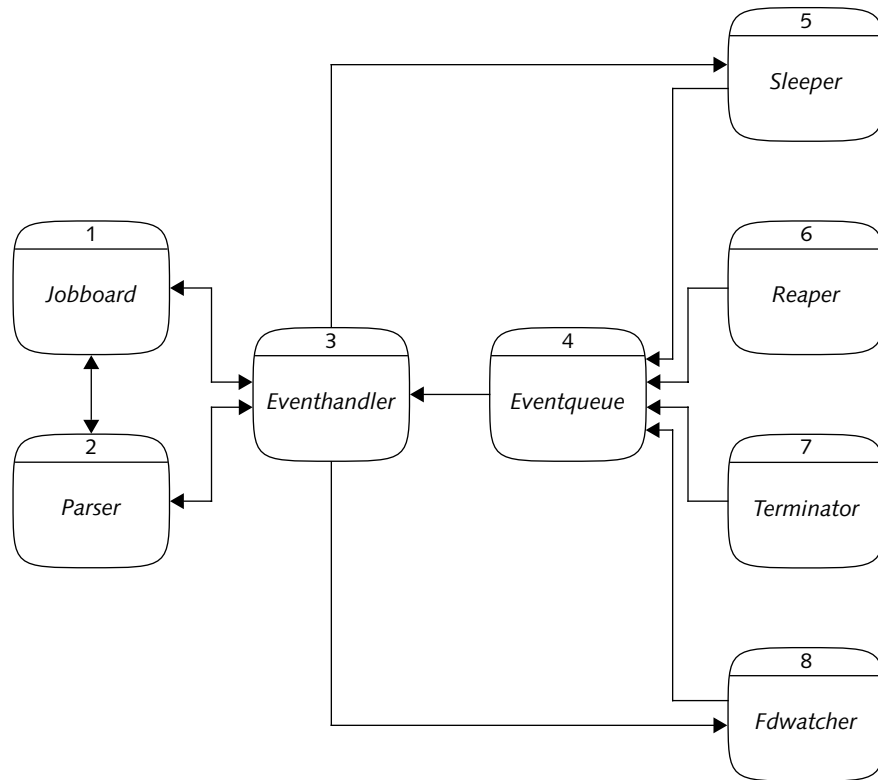 5
Sleeper
1
Jobboard
6
Reaper
3
Eventhandler
4
Eventqueue
2
Parser
7
Terminator
8
Fdwatcher